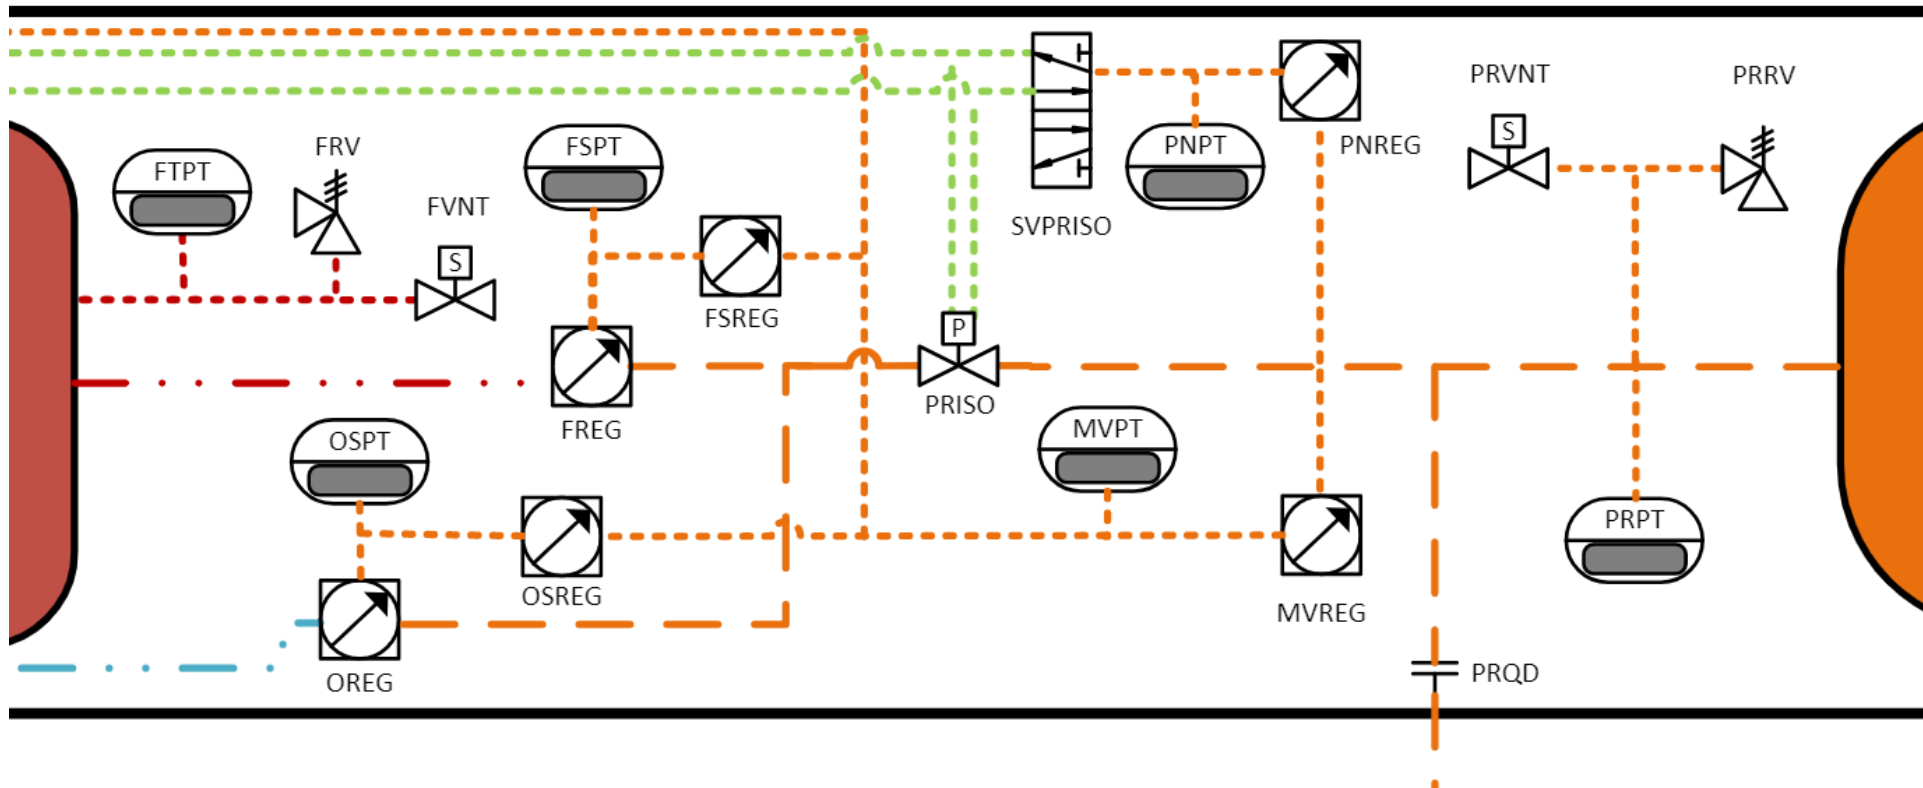 PRVNT
PRRV
S
FRV
FSPT
PNPT
PNREG
FTPT
FVNT
SVPRISO
S
FSREG
P
PRISO
FREG
OSPT
MVPT
PRPT
OSREG
MVREG
OREG
PRQD